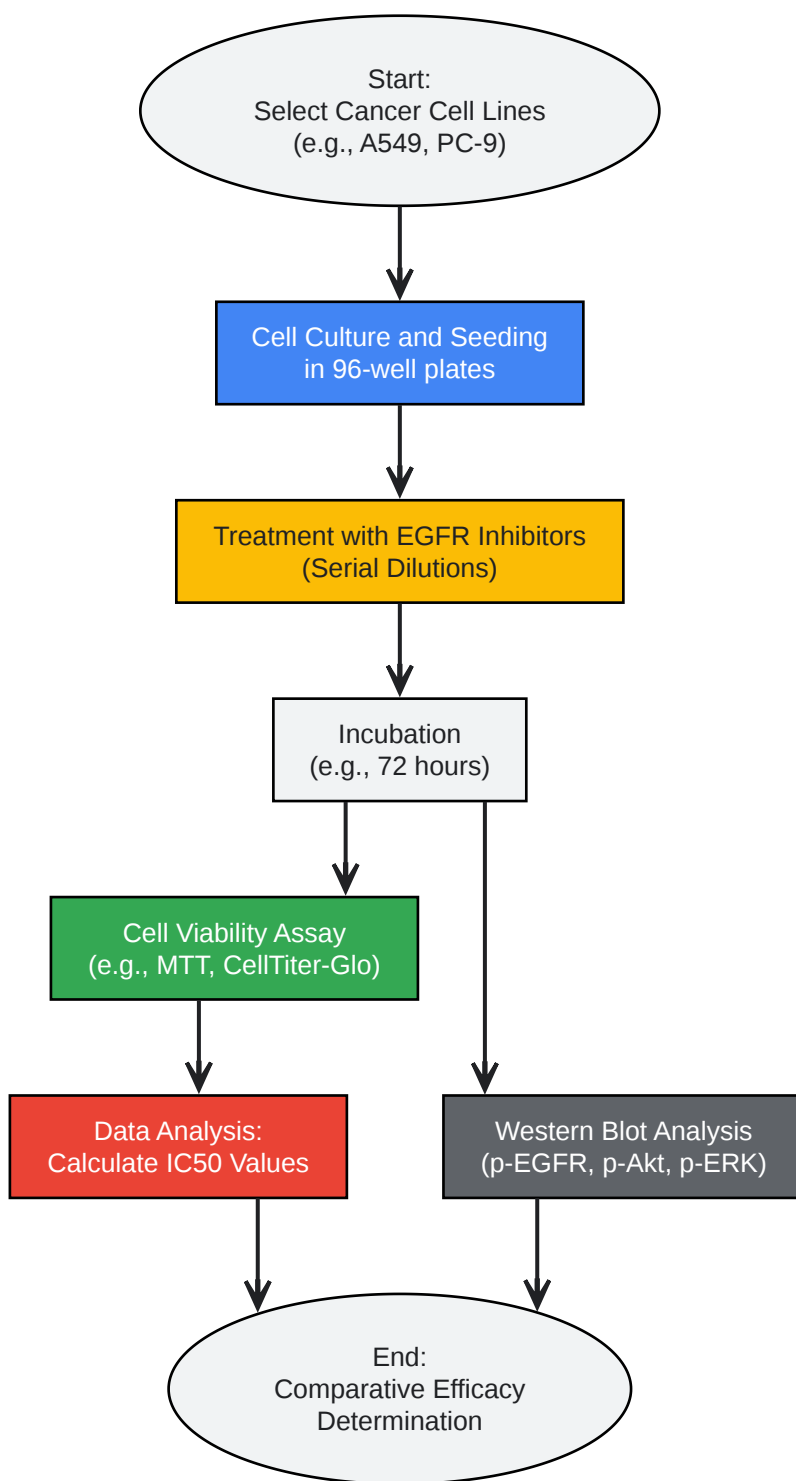 Start:
Select Cancer Cell Lines
(e.g., A549, PC-9)
Cell Culture and Seeding
in 96-well plates
Treatment with EGFR Inhibitors
(Serial Dilutions)
Incubation
(e.g., 72 hours)
Cell Viability Assay
(e.g., MTT, CellTiter-Glo)
Data Analysis:
Calculate IC50 Values
Western Blot Analysis
(p-EGFR, p-Akt, p-ERK)
End:
Comparative Efficacy
Determination